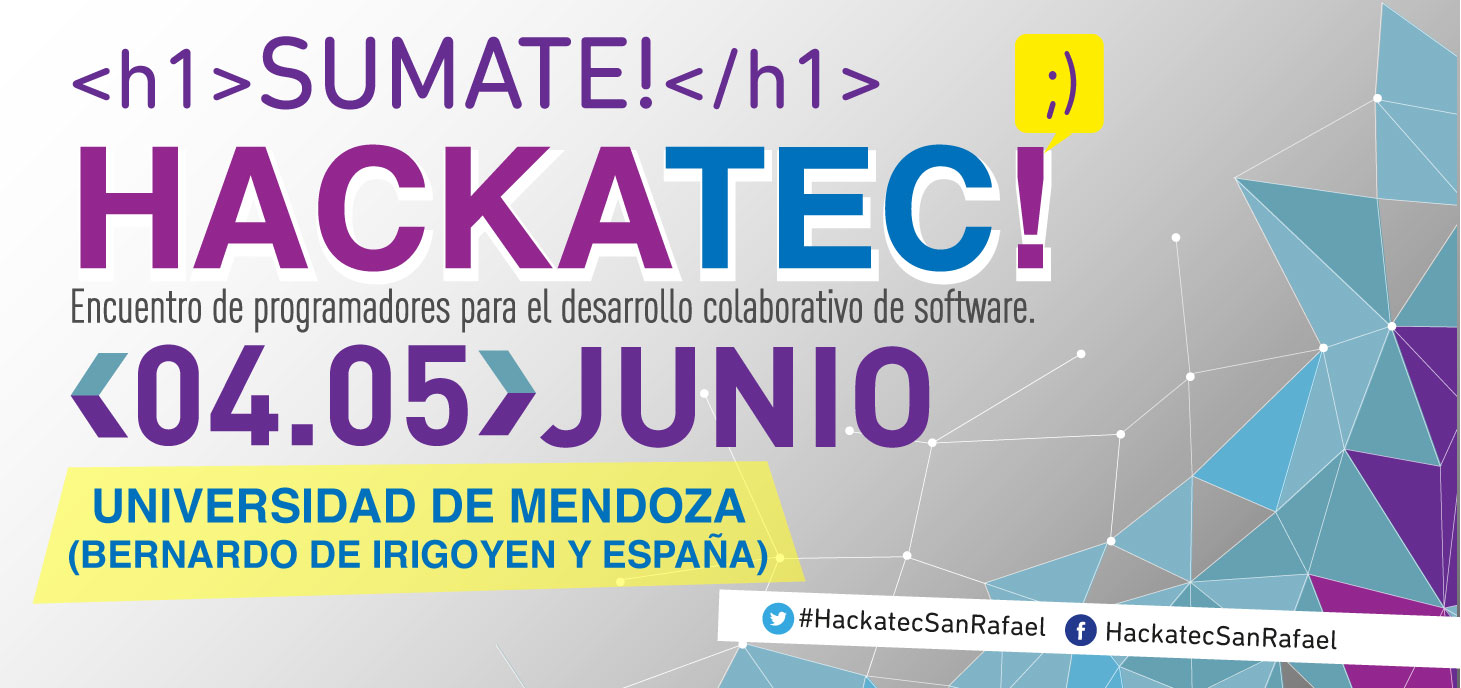 <h1>SUMATE!</h1>
;)
HACKATEC!
Encuentro de programadores para el desarrollo colaborativo de software.
<04.05>JUNIO
UNIVERSIDAD DE MENDOZA
(BERNARDO DE IRIGOYEN Y ESPAÑA)
#HackatecSanRafael
HackatecSanRafael